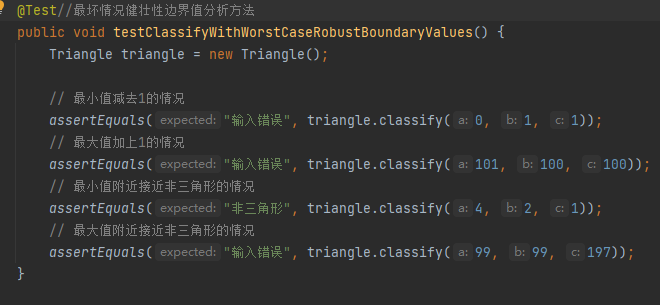 @Test//最坏情况健壮性边界值分析方法
public void testClassifyWithWorstCaseRobustBoundaryValues() {
Triangle triangle = new Triangle();
// 最小值减去1的情况
assertEquals( expected: "输入错误", triangle.classify( a: 0, b: 1, c: 1));
// 最大值加上1的情况
assertEquals( expected: "输入错误", triangle.classify( a: 101, b: 100, c: 100));
// 最小值附近接近非三角形的情况
assertEquals( expected: "非三角形", triangle.classify( a: 4, b: 2, c: 1));
// 最大值附近接近非三角形的情况
assertEquals( expected: "输入错误", triangle.classify( a: 99, b: 99, c: 197));
}